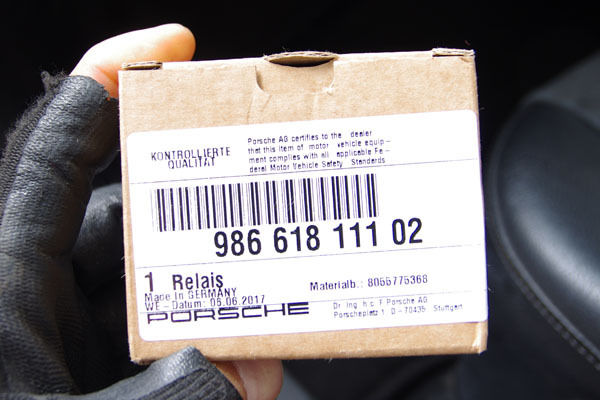 KONTROLLIERTE
QUALITÄT
Porsche AG certifies to the dealer
that this item of motor vehicle equip–
ment complies with all applicable Fe–
deral Motor Vehicle Safety Standards
986 618 111 02
1 Relais
Made in GERMANY
WE – Datum: 06.06.2017
Materialb.: 8055775368
PORSCHE
Dr. Ing. h.c. F. Porsche AG
Porscheplatz 1 D – 70435 Stuttgart